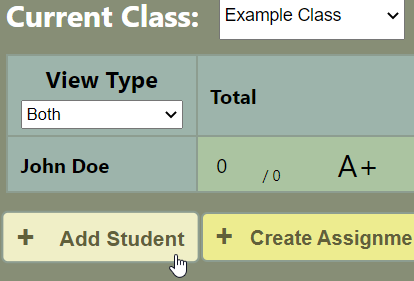 Current Class: Example Class
View Type
Both
Total
John Doe 0 / 0 A+
+ Add Student + Create Assignme